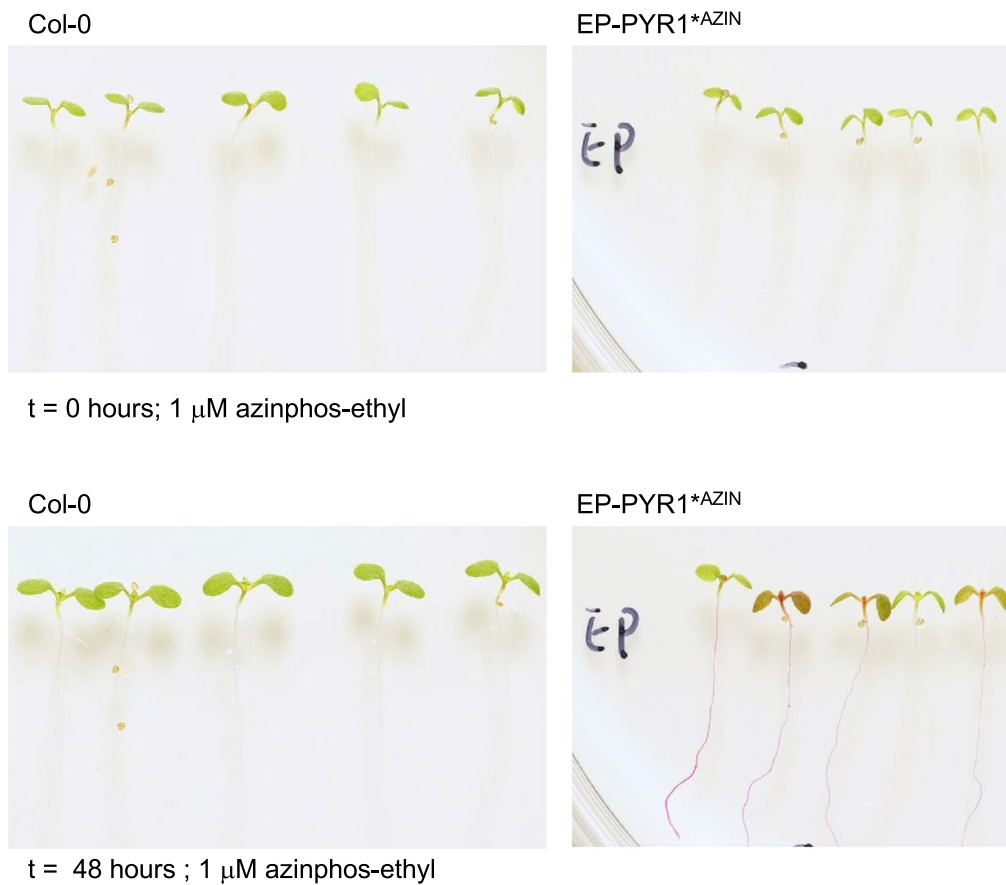 Col-0
EP-PYR1*AZIN
EP
t = 0 hours; 1 μM azinphos-ethyl
Col-0
EP-PYR1*AZIN
EP
t = 48 hours ; 1 μM azinphos-ethyl